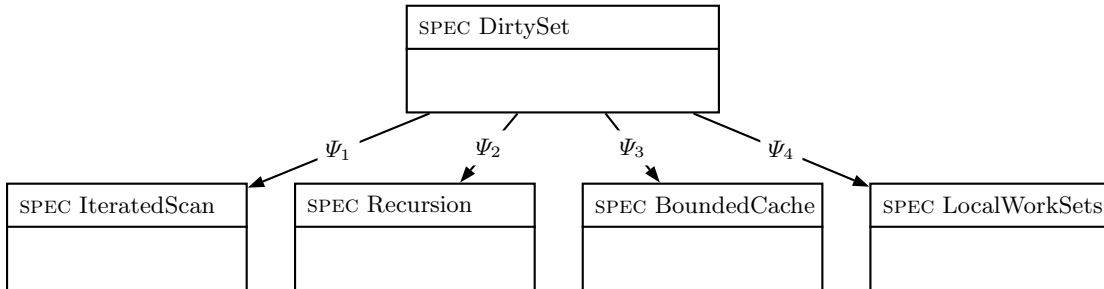 SPEC DirtySet
Ψ1
Ψ2
Ψ3
Ψ4
SPEC IteratedScan
SPEC Recursion
SPEC BoundedCache
SPEC LocalWorkSets